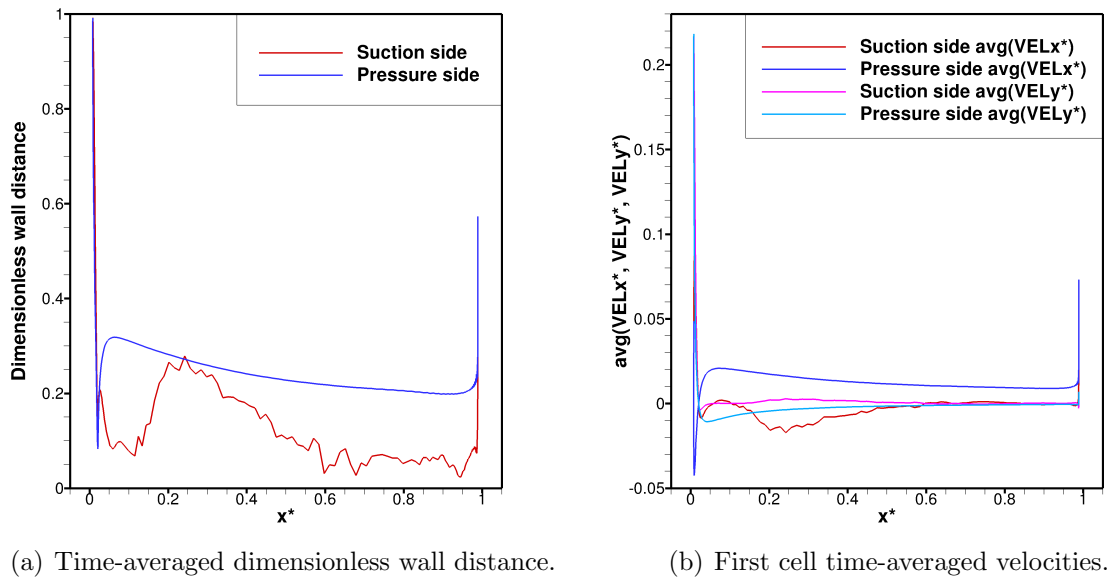 Suction side
Pressure side
Dimensionless wall distance
1
0.8
0.6
0.4
0.2
0
0
0.2
0.4
0.6
0.8
1
x*
Suction side avg(VELx*)
Pressure side avg(VELx*)
Suction side avg(VELy*)
Pressure side avg(VELy*)
avg(VELx*, VELy*, VELy*)
0.2
0.15
0.1
0.05
0
-0.05
0
0.2
0.4
0.6
0.8
1
x*
(a) Time-averaged dimensionless wall distance.
(b) First cell time-averaged velocities.